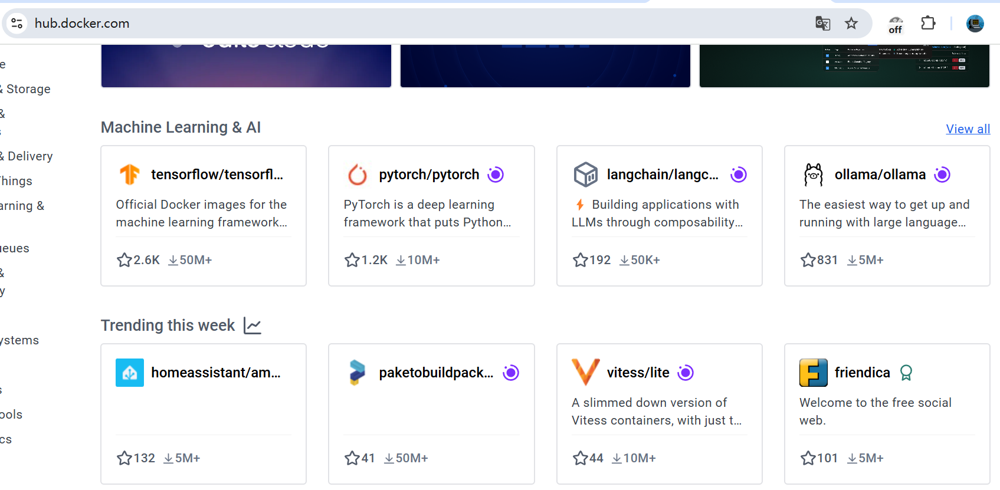 hub.docker.com
off
& Storage
&
& Delivery
Things
arning &
ueues
&
y
ystems
s
ools
cs
Machine Learning & AI
View all
tensorflow/tensorfl...
Official Docker images for the
machine learning framework...
2.6K 50M+
pytorch/pytorch
PyTorch is a deep learning
framework that puts Python...
1.2K 10M+
langchain/langc...
⚡ Building applications with
LLMs through composability...
192 50K+
ollama/ollama
The easiest way to get up and
running with large language...
831 5M+
Trending this week
homeassistant/am...
132 5M+
paketobuildpack...
41 50M+
vitess/lite
A slimmed down version of
Vitess containers, with just t...
44 10M+
friendica
Welcome to the free social
web.
101 5M+